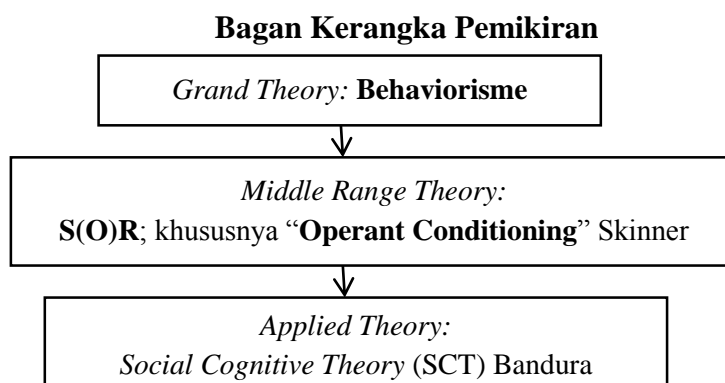 Bagan Kerangka Pemikiran
Grand Theory: Behaviorisme
Middle Range Theory:
S(O)R; khususnya “Operant Conditioning” Skinner
Applied Theory:
Social Cognitive Theory (SCT) Bandura